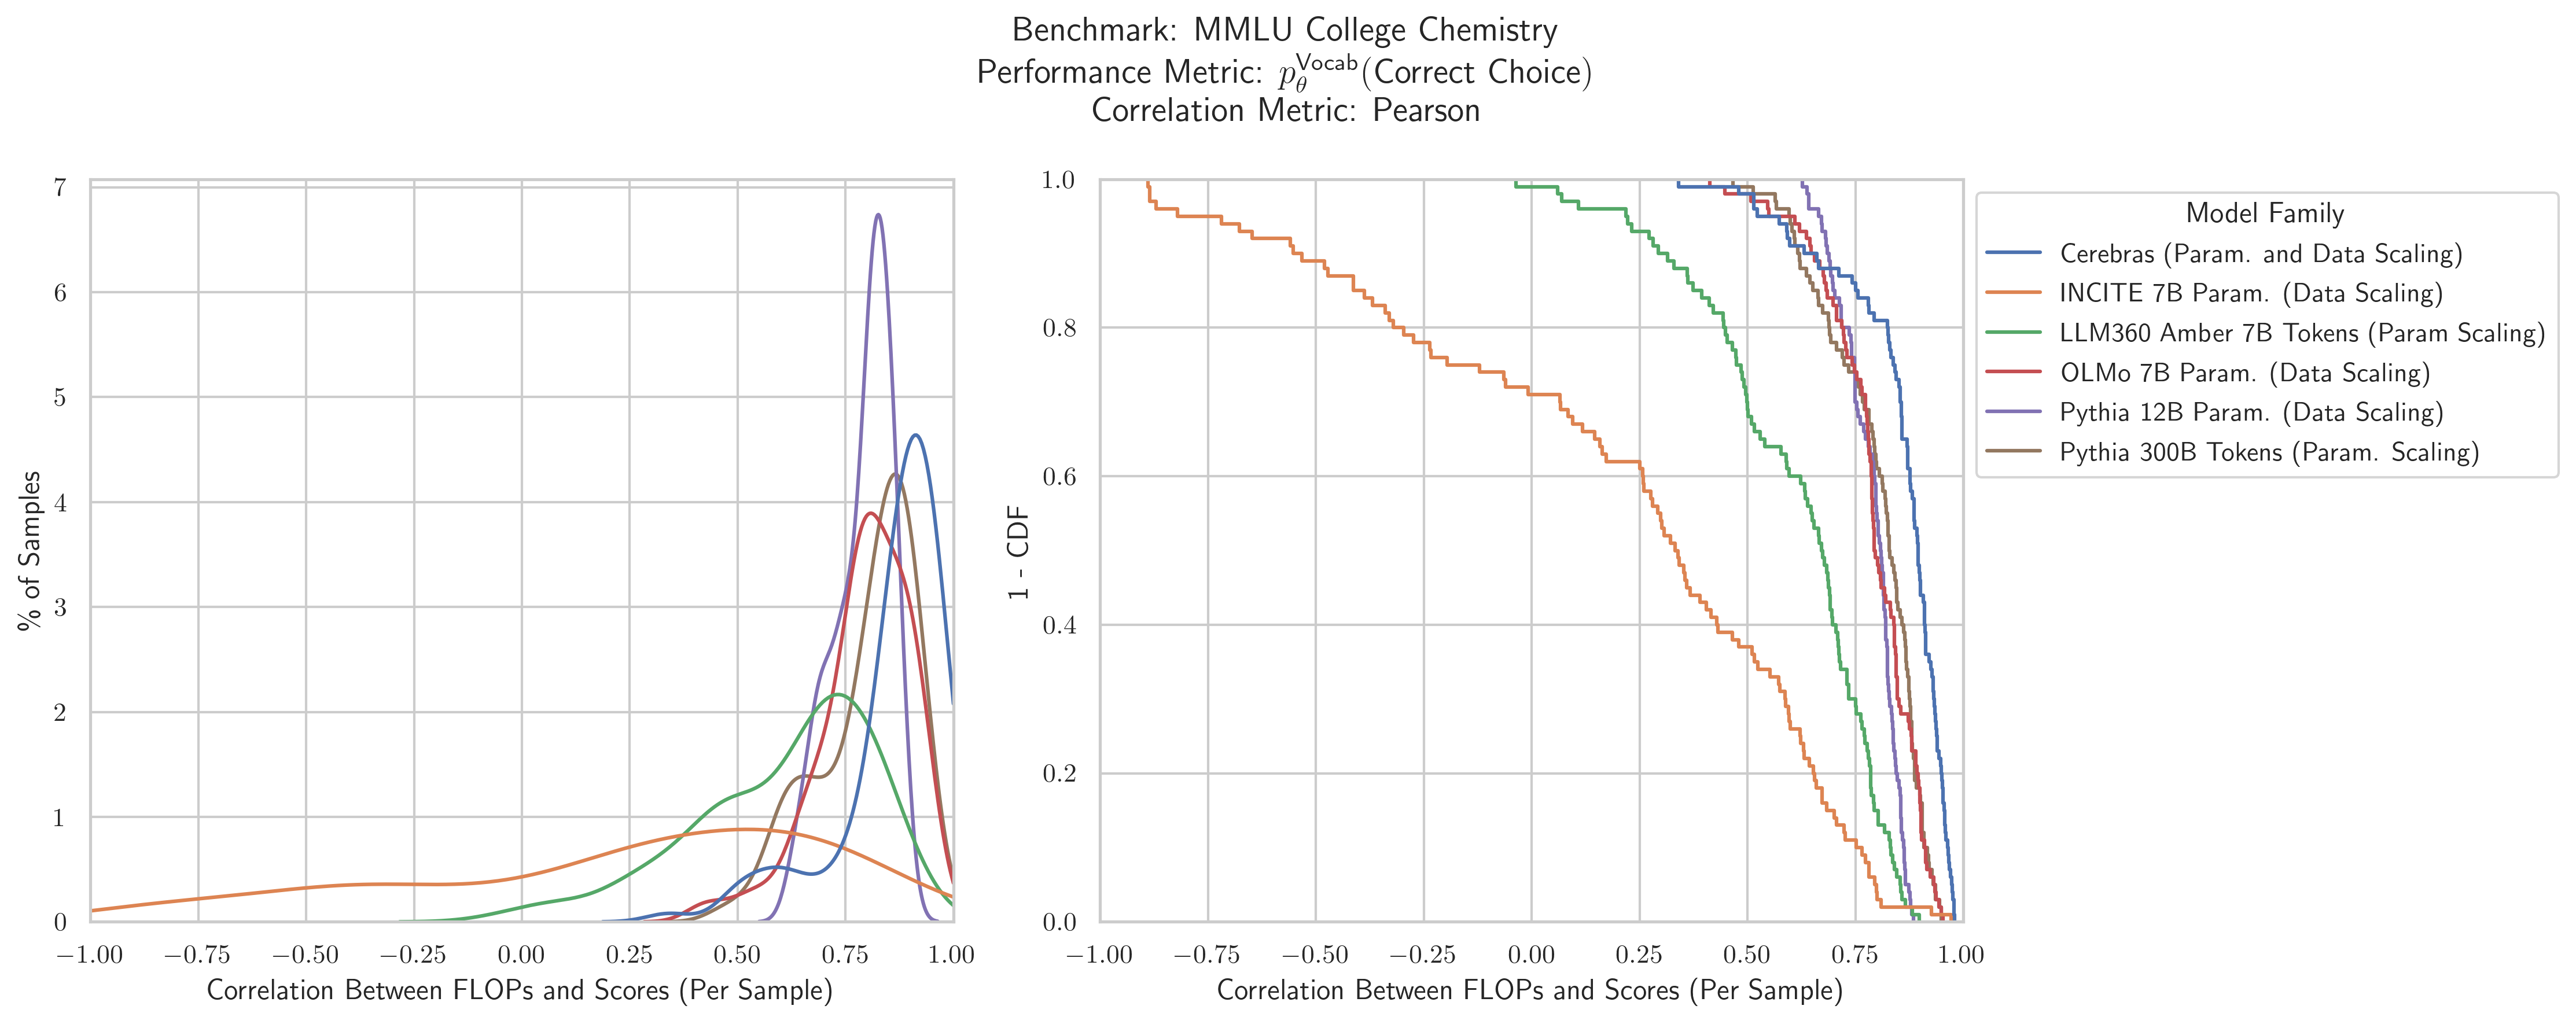 Benchmark: MMLU College Chemistry
Performance Metric: $p_\theta^{\text{Vocab}}$(Correct Choice)
Correlation Metric: Pearson
% of Samples
7
6
5
4
3
2
1
0
−1.00 −0.75 −0.50 −0.25 0.00 0.25 0.50 0.75 1.00
Correlation Between FLOPs and Scores (Per Sample)
1 - CDF
1.0
0.8
0.6
0.4
0.2
0.0
−1.00 −0.75 −0.50 −0.25 0.00 0.25 0.50 0.75 1.00
Correlation Between FLOPs and Scores (Per Sample)
Model Family
Cerebras (Param. and Data Scaling)
INCITE 7B Param. (Data Scaling)
LLM360 Amber 7B Tokens (Param Scaling)
OLMo 7B Param. (Data Scaling)
Pythia 12B Param. (Data Scaling)
Pythia 300B Tokens (Param. Scaling)